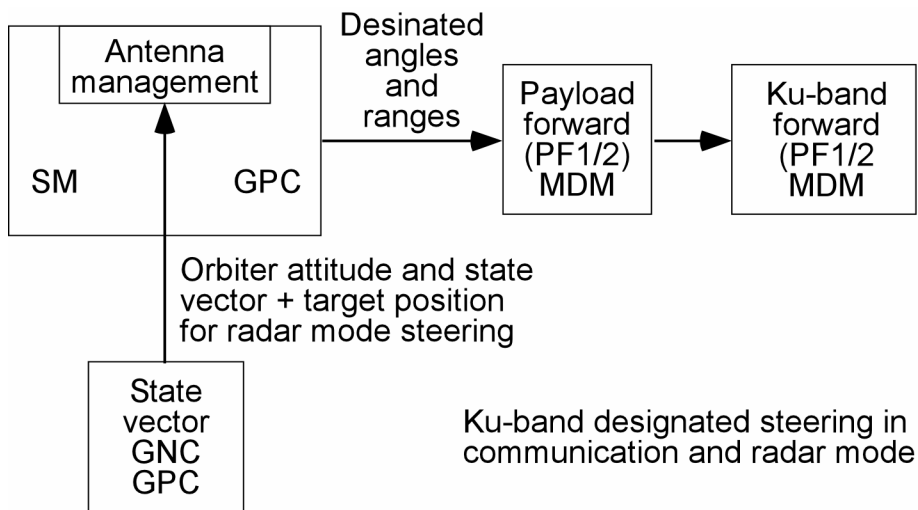 Antenna
management
SM
GPC
Desinated
angles
and
ranges
Payload
forward
(PF1/2)
MDM
Ku-band
forward
(PF1/2
MDM
Orbiter attitude and state
vector + target position
for radar mode steering
State
vector
GNC
GPC
Ku-band designated steering in
communication and radar mode